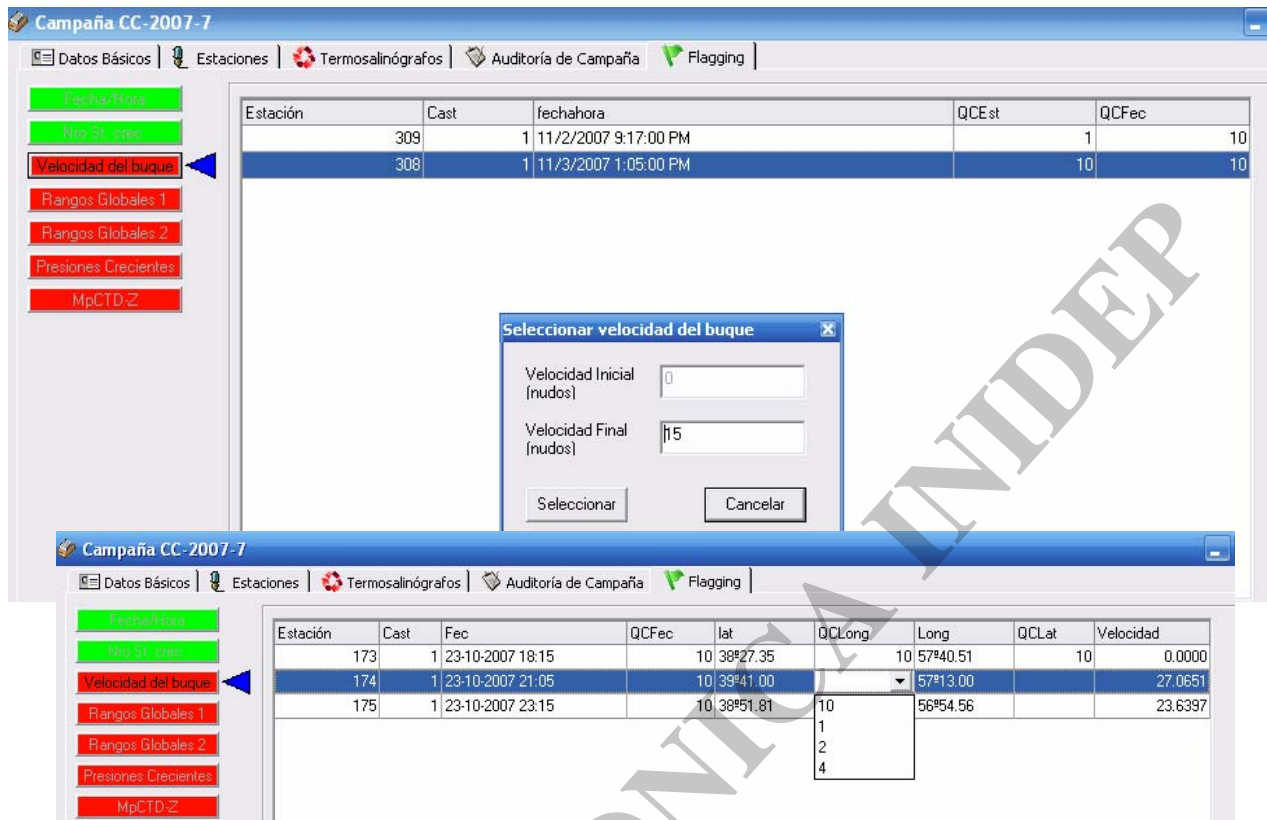 Campaña CC-2007-7
Datos Básicos Estaciones Termosalinógrafos Auditoría de Campaña Flagging
Fecha/Hora
Nro St. crec
Velocidad del buque
Rangos Globales 1
Rangos Globales 2
Presiones Crecientes
MpCTD-Z
Estación Cast fechahora QCEst QCFec
309 1 11/2/2007 9:17:00 PM 1 10
308 1 11/3/2007 1:05:00 PM 10 10
Seleccionar velocidad del buque
Velocidad Inicial (nudos) 0
Velocidad Final (nudos) 15
Seleccionar Cancelar
Campaña CC-2007-7
Datos Básicos Estaciones Termosalinógrafos Auditoría de Campaña Flagging
Fecha/Hora
Nro St. crec
Velocidad del buque
Rangos Globales 1
Rangos Globales 2
Presiones Crecientes
MpCTD-Z
Estación Cast Fec QCFec lat QCLong Long QCLat Velocidad
173 1 23-10-2007 18:15 10 38º27.35 10 57º40.51 10 0.0000
174 1 23-10-2007 21:05 10 39º41.00 57º13.00 27.0651
175 1 23-10-2007 23:15 10 38º51.81 56º54.56 23.6397
10
1
2
4
ONICA INIDEP